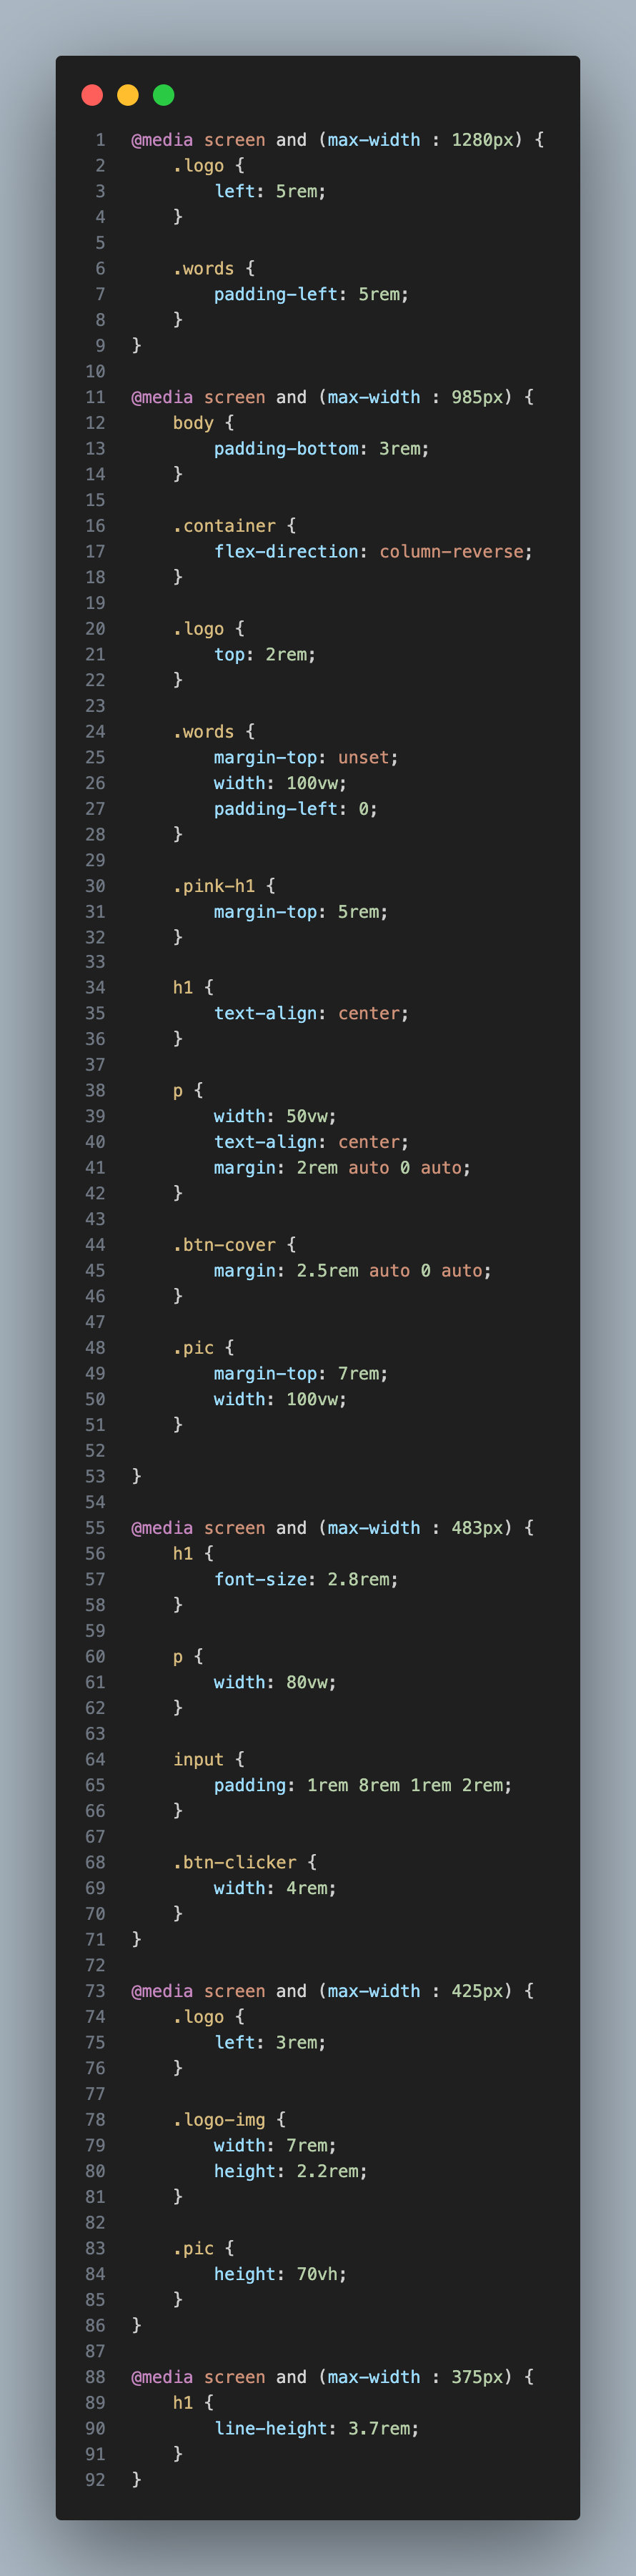 1 @media screen and (max-width : 1280px) {
2     .logo {
3         left: 5rem;
4     }
5
6     .words {
7         padding-left: 5rem;
8     }
9 }
10
11 @media screen and (max-width : 985px) {
12     body {
13         padding-bottom: 3rem;
14     }
15
16     .container {
17         flex-direction: column-reverse;
18     }
19
20     .logo {
21         top: 2rem;
22     }
23
24     .words {
25         margin-top: unset;
26         width: 100vw;
27         padding-left: 0;
28     }
29
30     .pink-h1 {
31         margin-top: 5rem;
32     }
33
34     h1 {
35         text-align: center;
36     }
37
38     p {
39         width: 50vw;
40         text-align: center;
41         margin: 2rem auto 0 auto;
42     }
43
44     .btn-cover {
45         margin: 2.5rem auto 0 auto;
46     }
47
48     .pic {
49         margin-top: 7rem;
50         width: 100vw;
51     }
52
53 }
54
55 @media screen and (max-width : 483px) {
56     h1 {
57         font-size: 2.8rem;
58     }
59
60     p {
61         width: 80vw;
62     }
63
64     input {
65         padding: 1rem 8rem 1rem 2rem;
66     }
67
68     .btn-clicker {
69         width: 4rem;
70     }
71 }
72
73 @media screen and (max-width : 425px) {
74     .logo {
75         left: 3rem;
76     }
77
78     .logo-img {
79         width: 7rem;
80         height: 2.2rem;
81     }
82
83     .pic {
84         height: 70vh;
85     }
86 }
87
88 @media screen and (max-width : 375px) {
89     h1 {
90         line-height: 3.7rem;
91     }
92 }